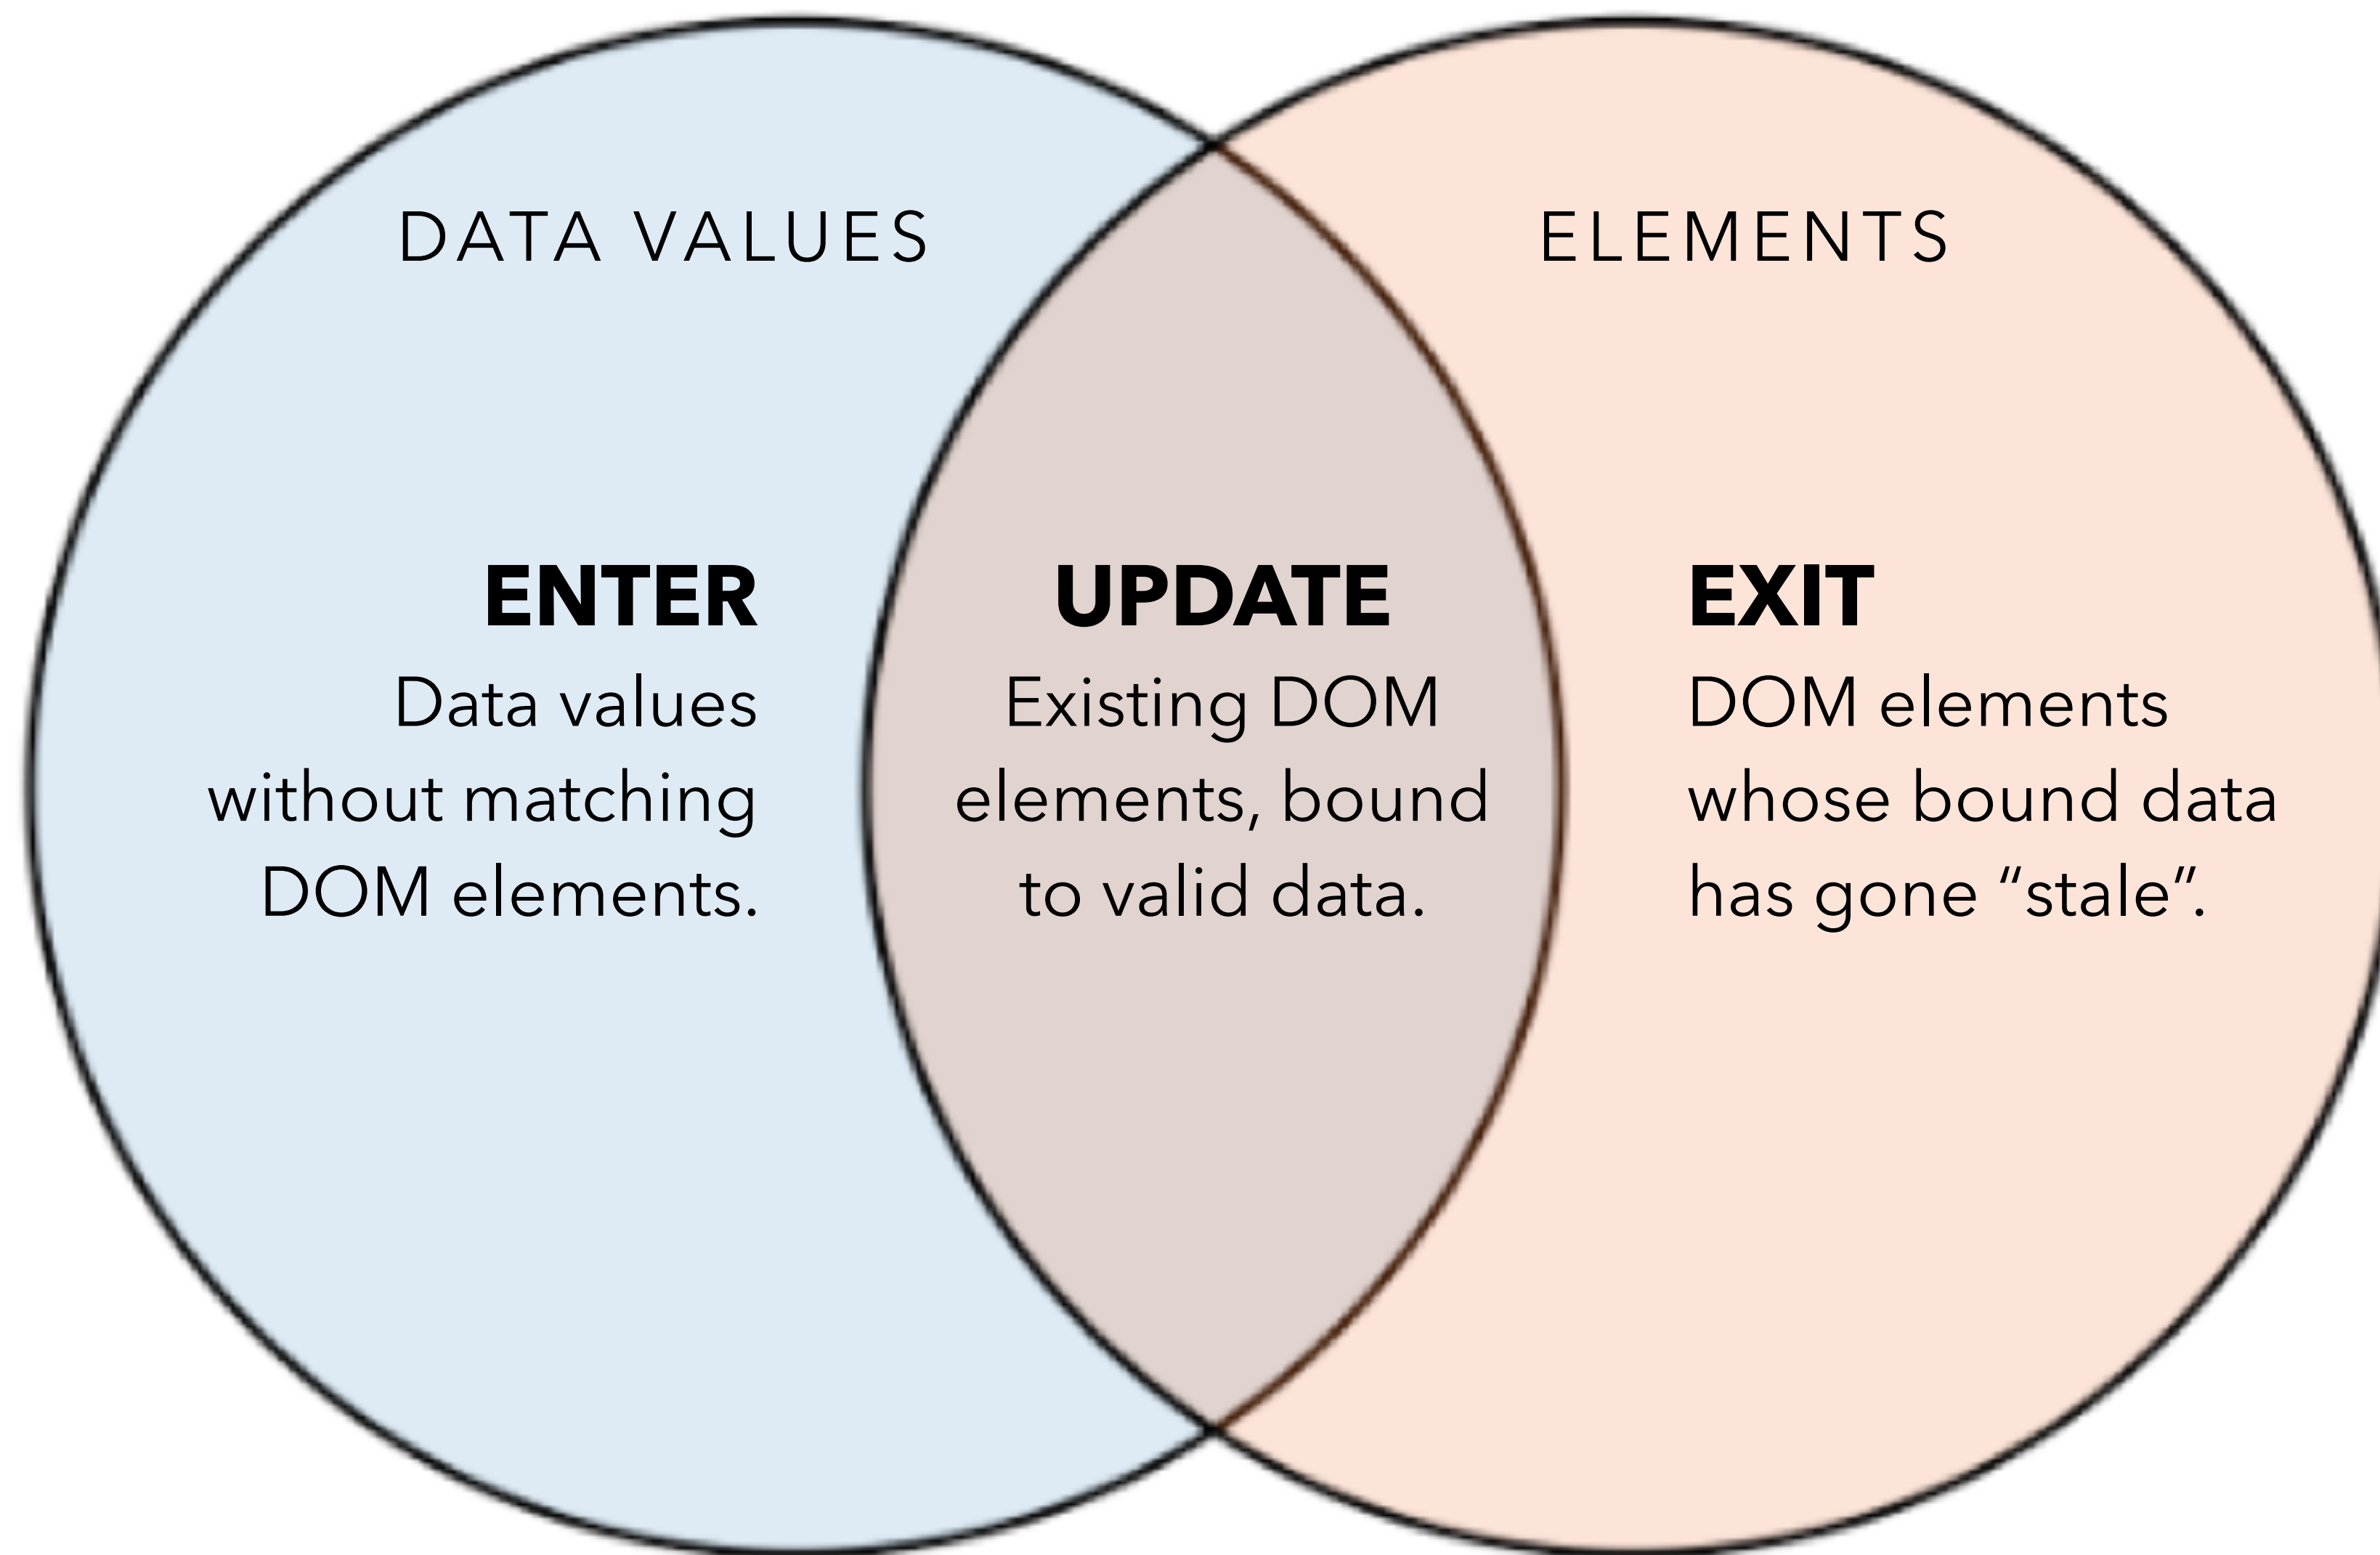 DATA VALUES
ELEMENTS
ENTER
Data values
without matching
DOM elements.
UPDATE
Existing DOM
elements, bound
to valid data.
EXIT
DOM elements
whose bound data
has gone “stale”.